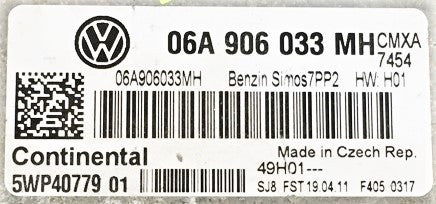 06A 906 033 MH CMXA
7454
06A906033MH Benzin Simos7PP2 HW: H01
Continental Made in Czech Rep.
49H01---
5WP40779 01 SJ8 FST 19.04.11 F405 0317